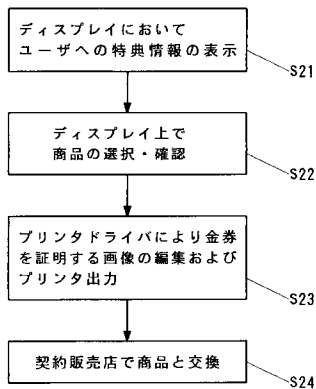 ディスプレイにおいて
ユーザへの特典情報の表示
S21
ディスプレイ上で
商品の選択・確認
S22
プリンタドライバにより金券
を証明する画像の編集および
プリンタ出力
S23
契約販売店で商品と交換
S24